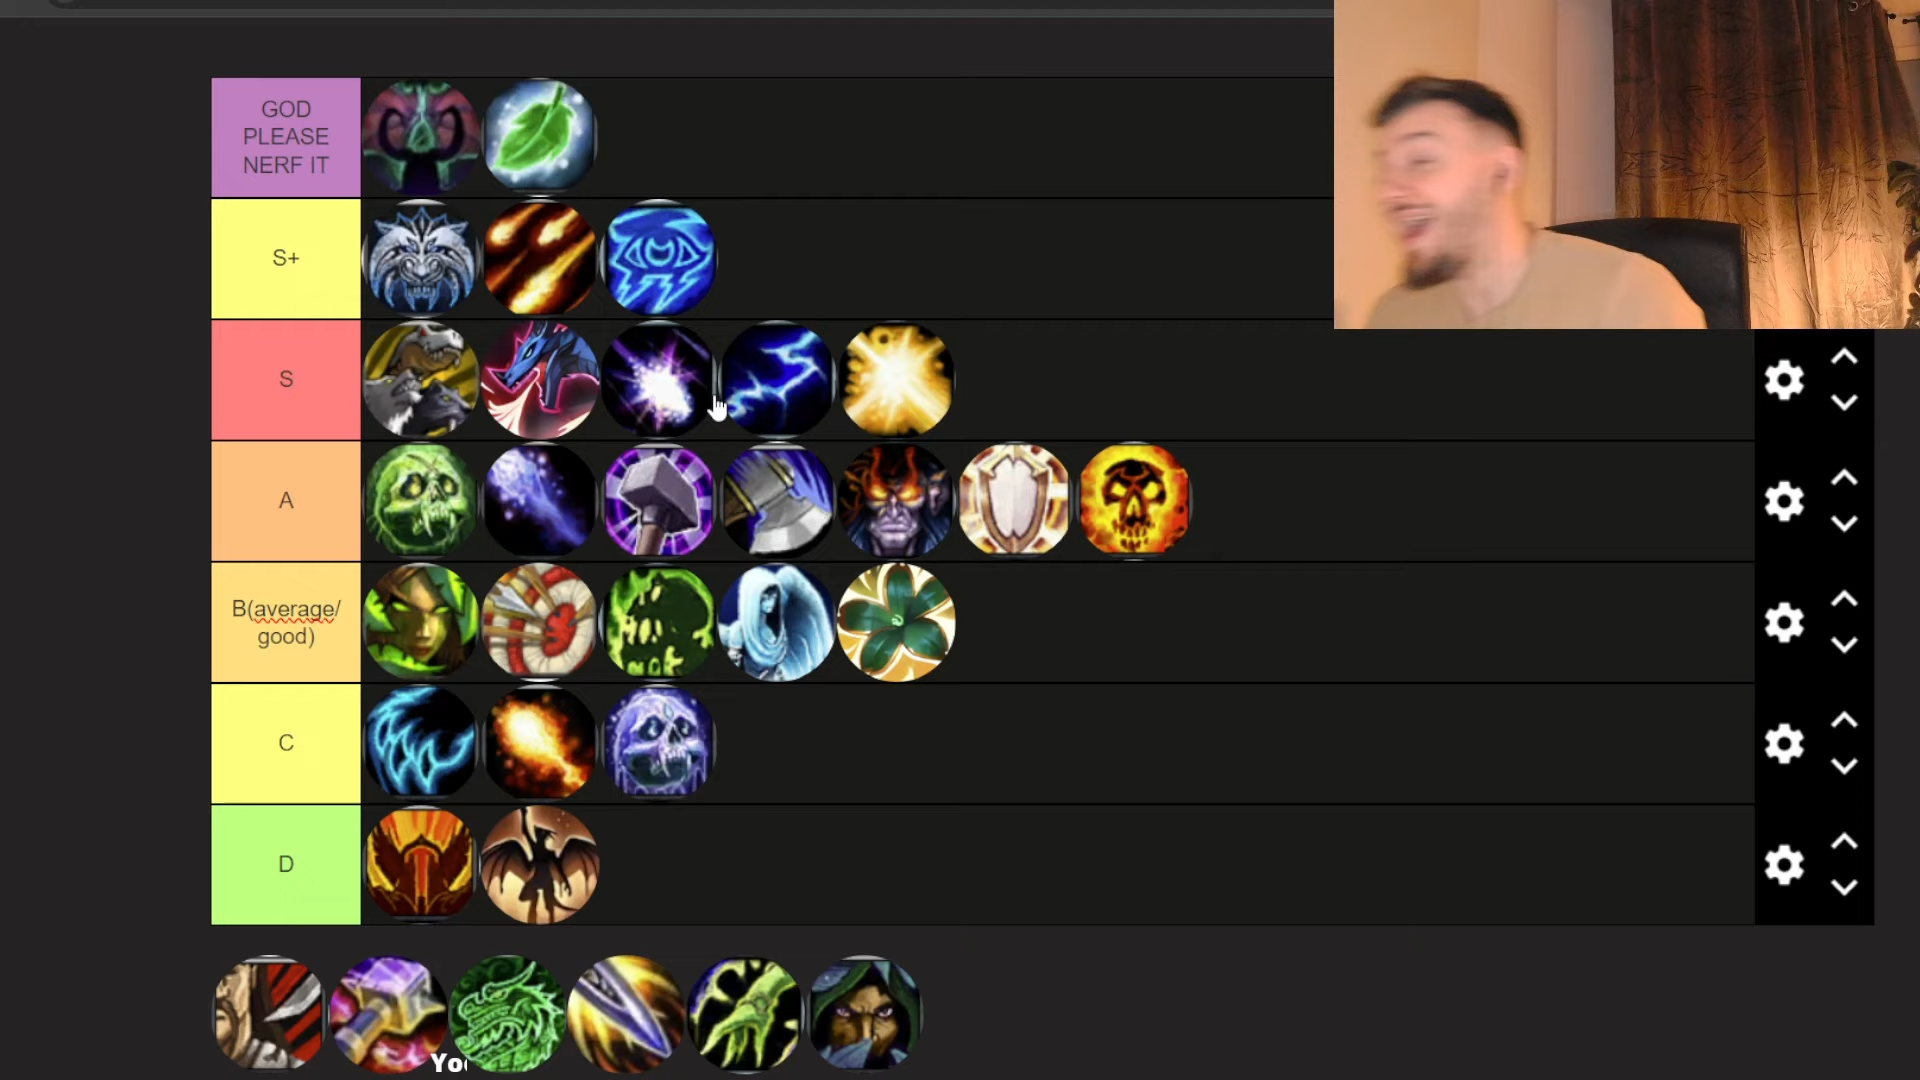 GOD
PLEASE
NERF IT
S+
S
A
B(average/
good)
C
D